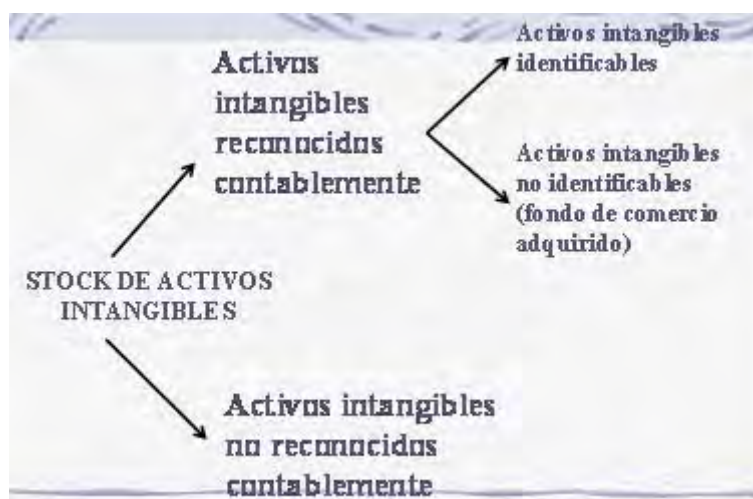 Activos
intangibles
reconocidos
contablemente
Activos intangibles
identificables
Activos intangibles
no identificables
(fondo de comercio
adquirido)
STOCK DE ACTIVOS
INTANGIBLES
Activos intangibles
no reconocidos
contablemente